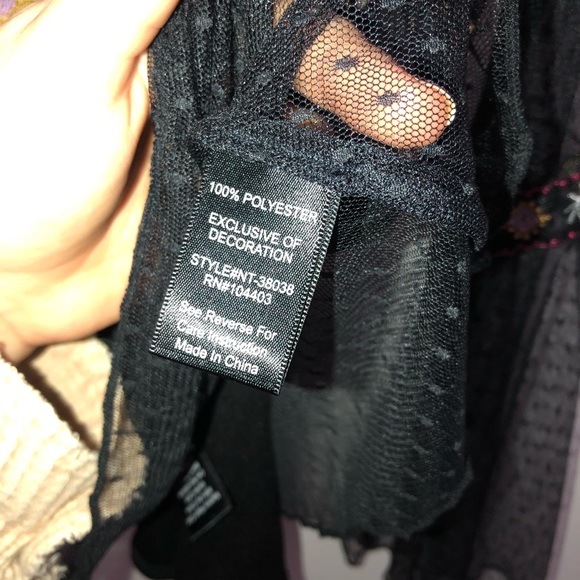 100% POLYESTER
EXCLUSIVE OF
DECORATION
STYLE#NT-38038
RN#104403
See Reverse For
Care Instruction
Made In China